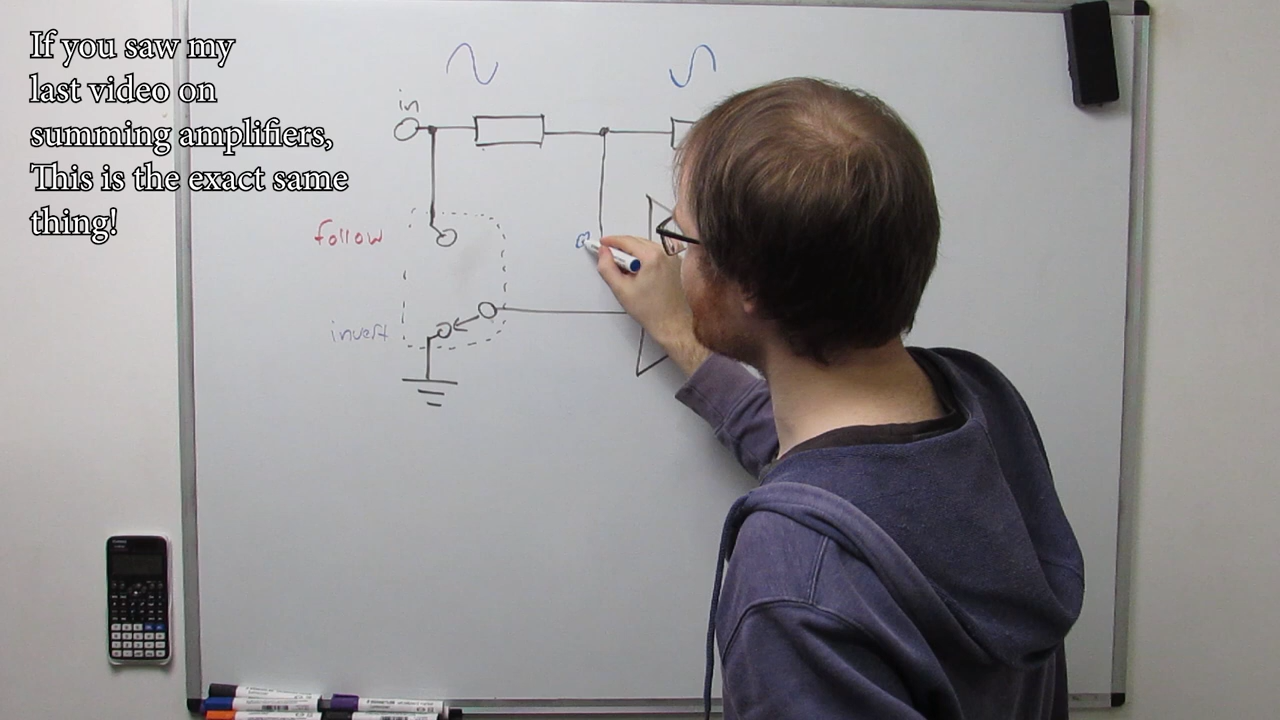 If you saw my
last video on
summing amplifiers,
This is the exact same
thing!
in
follow
invert